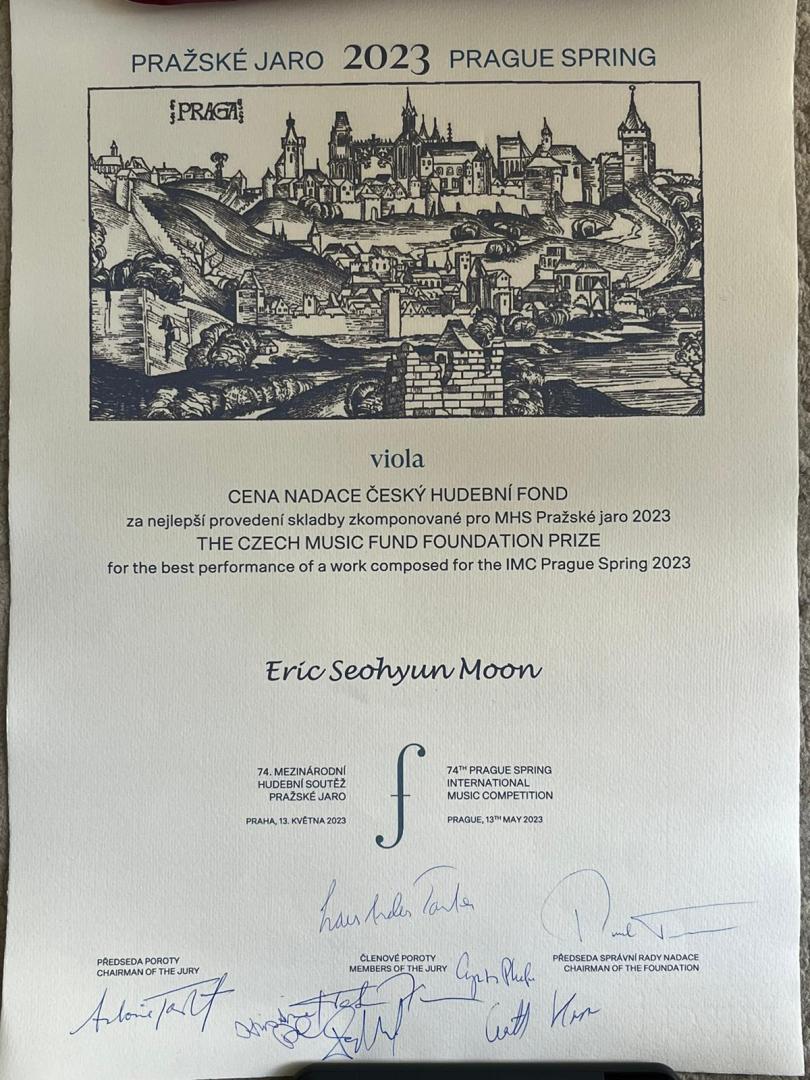 PRAŽSKÉ JARO 2023 PRAGUE SPRING
PRAGA
viola
CENA NADACE ČESKÝ HUDEBNÍ FOND
za nejlepší provedení skladby zkomponované pro MHS Pražské jaro 2023
THE CZECH MUSIC FUND FOUNDATION PRIZE
for the best performance of a work composed for the IMC Prague Spring 2023
Eric Seohyun Moon
74. MEZINÁRODNÍ
HUDEBNÍ SOUTĚŽ
PRAŽSKÉ JARO
PRAHA, 13. KVĚTNA 2023
74TH PRAGUE SPRING
INTERNATIONAL
MUSIC COMPETITION
PRAGUE, 13TH MAY 2023
PŘEDSEDA POROTY
CHAIRMAN OF THE JURY
ČLENOVÉ POROTY
MEMBERS OF THE JURY
PŘEDSEDA SPRÁVNÍ RADY NADACE
CHAIRMAN OF THE FOUNDATION